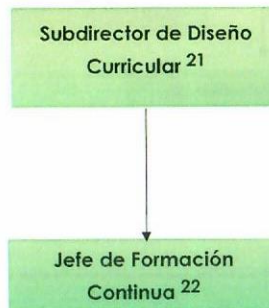 Subdirector de Diseño
Curricular 21
Jefe de Formación
Continua 22